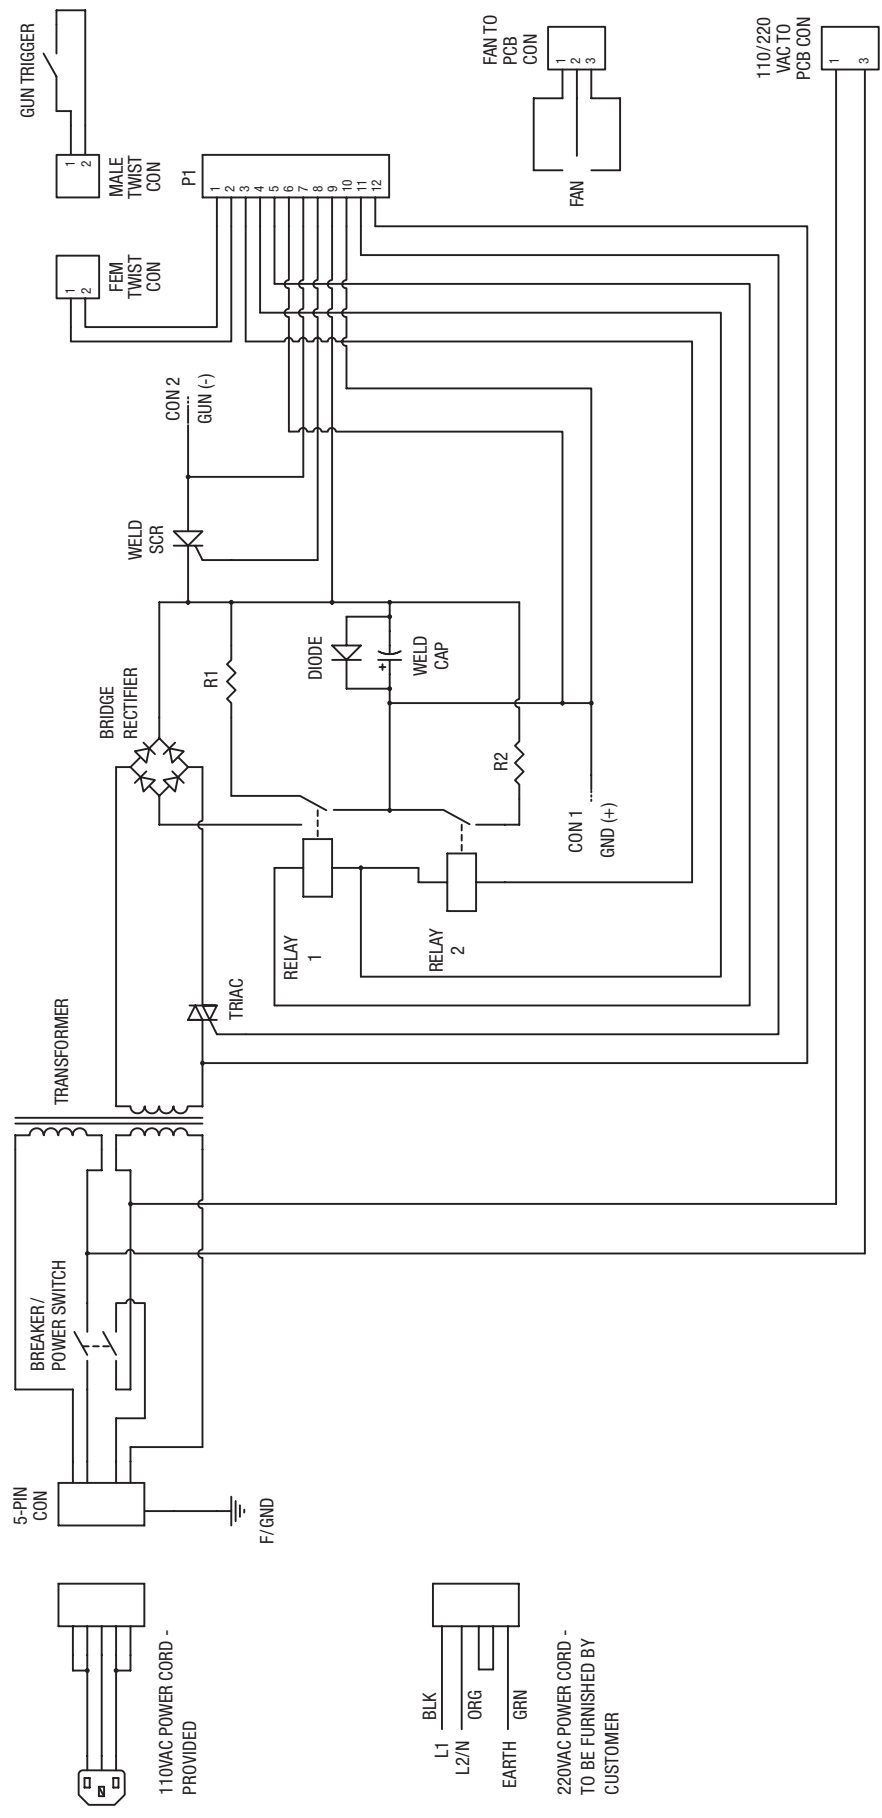 5-PIN
CON
BREAKER/
POWER SWITCH
TRANSFORMER
TRIAC
BRIDGE
RECTIFIER
R1
DIODE
+
WELD
CAP
R2
RELAY
1
RELAY
2
WELD
SCR
CON 2
GUN (-)
CON 1
GND (+)
FEM
TWIST
CON
1
2
MALE
TWIST
CON
1
2
GUN TRIGGER
P1
1
2
3
4
5
6
7
8
9
10
11
12
FAN
FAN TO
PCB
CON
1
2
3
110/220
VAC TO
PCB CON
1
3
F/GND
110VAC POWER CORD -
PROVIDED
L1
BLK
L2/N
ORG
EARTH
GRN
220VAC POWER CORD -
TO BE FURNISHED BY
CUSTOMER